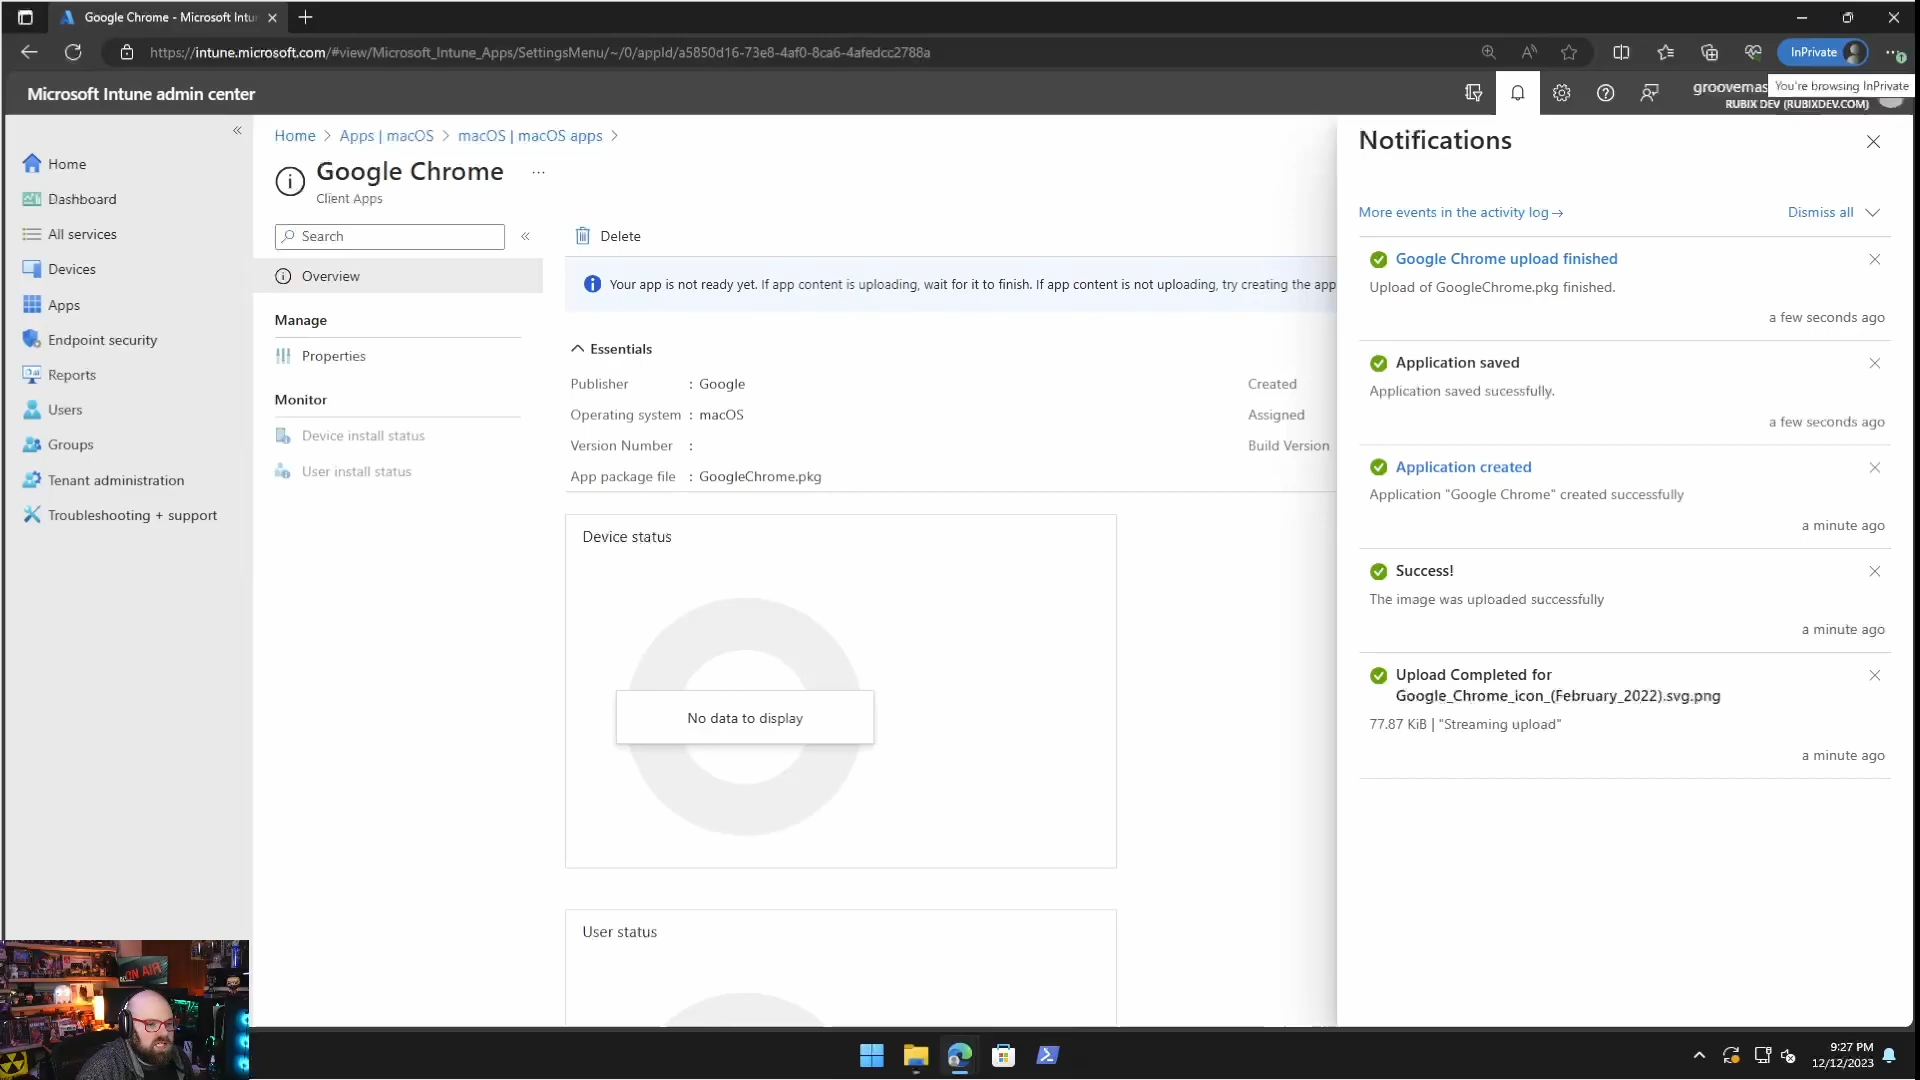 Google Chrome - Microsoft Intu
https://intune.microsoft.com/#view/Microsoft_Intune_Apps/SettingsMenu/~/0/appId/a5850d16-73e8-4af0-8ca6-4afedcc2788a
InPrivate
You're browsing InPrivate
Microsoft Intune admin center
groovemas
RUBIX DEV (RUBIXDEV.COM)
Home
Dashboard
All services
Devices
Apps
Endpoint security
Reports
Users
Groups
Tenant administration
Troubleshooting + support
Home > Apps | macOS > macOS | macOS apps >
Google Chrome ...
Client Apps
Search
Overview
Manage
Properties
Monitor
Device install status
User install status
Delete
Your app is not ready yet. If app content is uploading, wait for it to finish. If app content is not uploading, try creating the app
Essentials
Publisher : Google
Operating system : macOS
Version Number :
App package file : GoogleChrome.pkg
Created
Assigned
Build Version
Device status
No data to display
User status
Notifications
More events in the activity log →
Dismiss all
Google Chrome upload finished
Upload of GoogleChrome.pkg finished.
a few seconds ago
Application saved
Application saved sucessfully.
a few seconds ago
Application created
Application "Google Chrome" created successfully
a minute ago
Success!
The image was uploaded successfully
a minute ago
Upload Completed for
Google_Chrome_icon_(February_2022).svg.png
77.87 KiB | "Streaming upload"
a minute ago
ON AIR
9:27 PM
12/12/2023